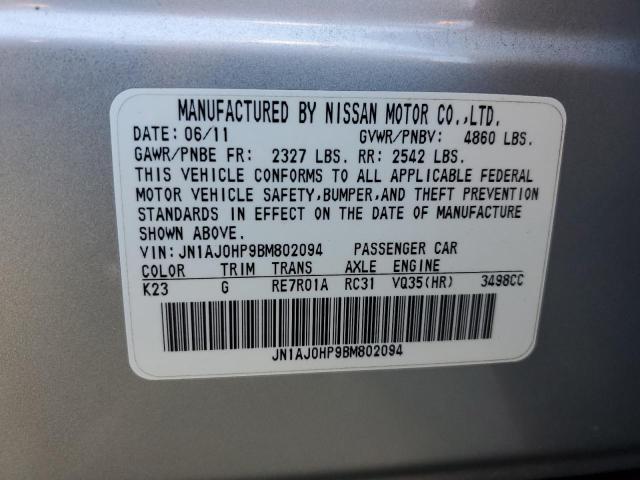 MANUFACTURED BY NISSAN MOTOR CO.,LTD.
DATE: 06/11 GVWR/PNBV: 4860 LBS.
GAWR/PNBE FR: 2327 LBS. RR: 2542 LBS.
THIS VEHICLE CONFORMS TO ALL APPLICABLE FEDERAL
MOTOR VEHICLE SAFETY,BUMPER,AND THEFT PREVENTION
STANDARDS IN EFFECT ON THE DATE OF MANUFACTURE
SHOWN ABOVE.
VIN: JN1AJ0HP9BM802094 PASSENGER CAR
COLOR TRIM TRANS AXLE ENGINE
K23 G RE7R01A RC31 VQ35(HR) 3498CC
JN1AJ0HP9BM802094